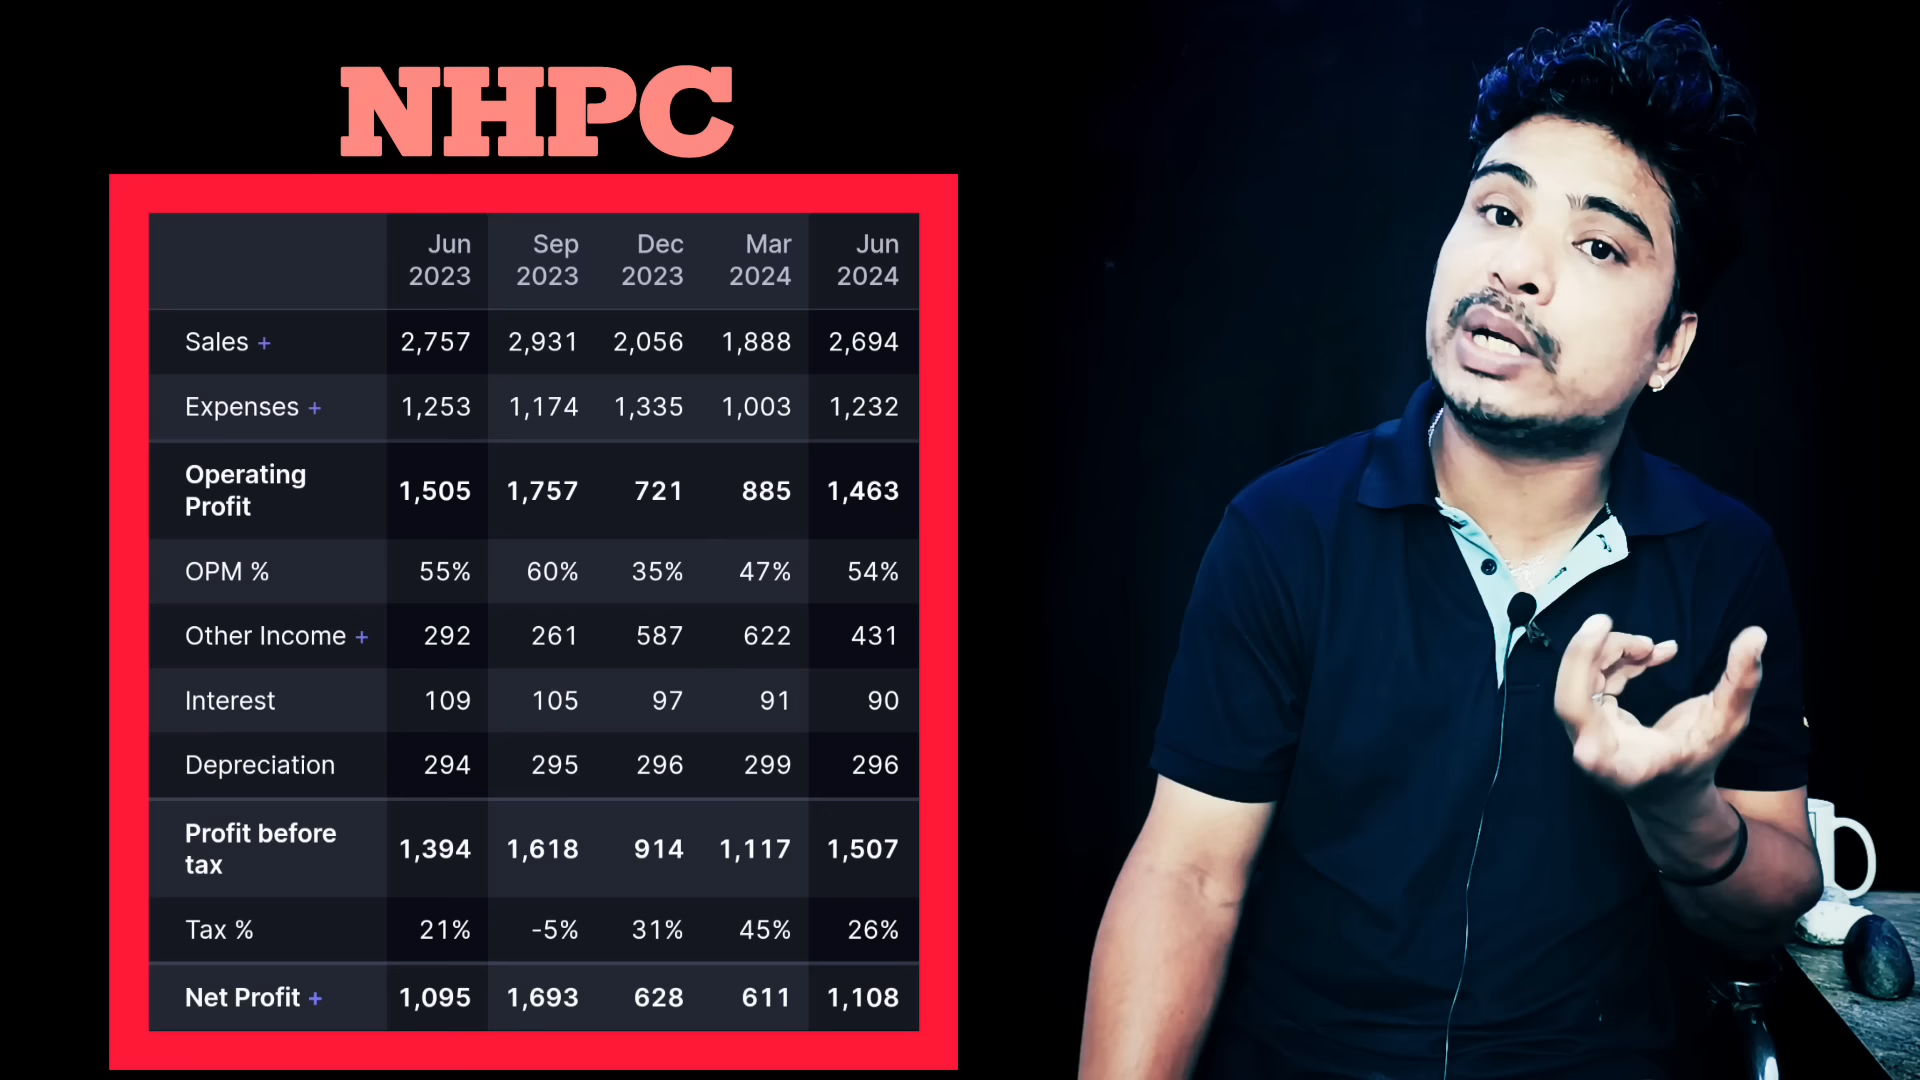 NHPC
Jun 2023 Sep 2023 Dec 2023 Mar 2024 Jun 2024
Sales + 2,757 2,931 2,056 1,888 2,694
Expenses + 1,253 1,174 1,335 1,003 1,232
Operating Profit 1,505 1,757 721 885 1,463
OPM % 55% 60% 35% 47% 54%
Other Income + 292 261 587 622 431
Interest 109 105 97 91 90
Depreciation 294 295 296 299 296
Profit before tax 1,394 1,618 914 1,117 1,507
Tax % 21% -5% 31% 45% 26%
Net Profit + 1,095 1,693 628 611 1,108